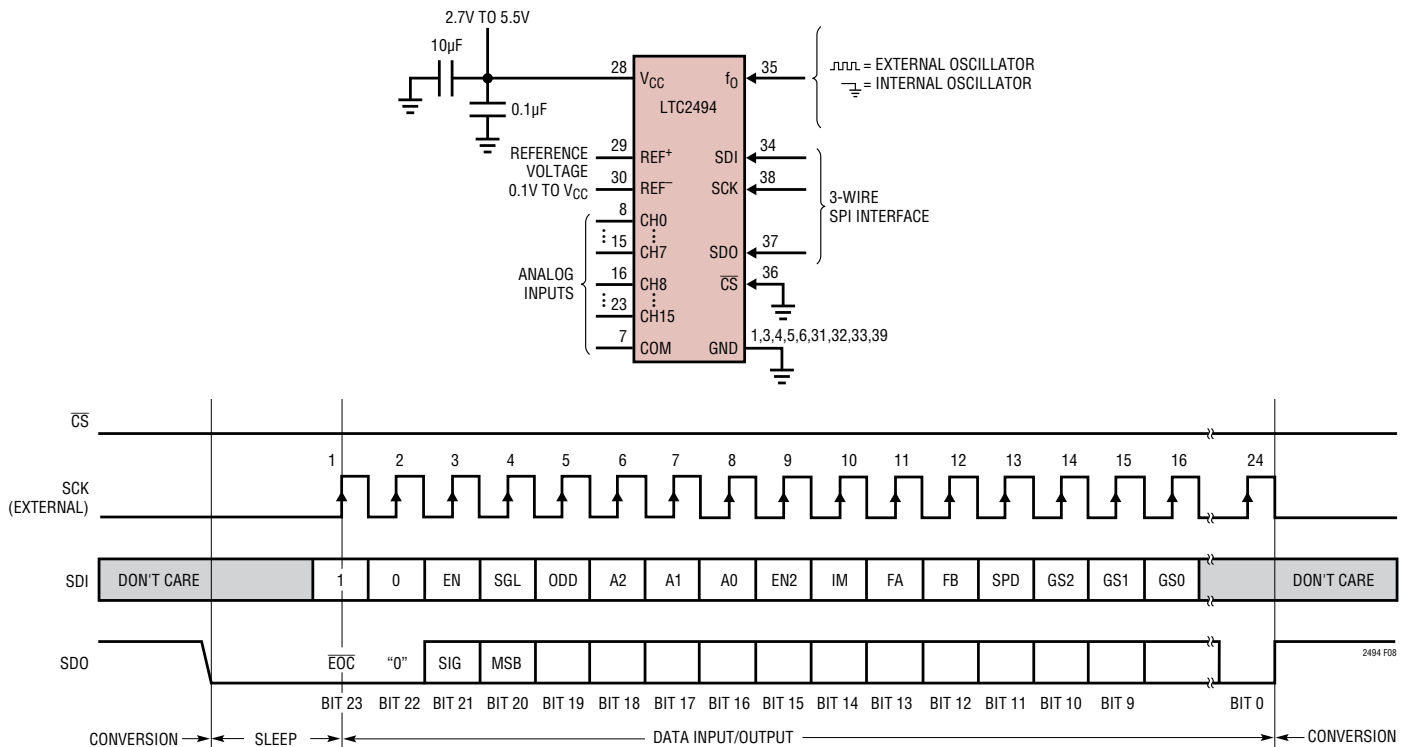 2.7V TO 5.5V
10µF
0.1µF
28
VCC
fO
35
LTC2494
= EXTERNAL OSCILLATOR
= INTERNAL OSCILLATOR
REFERENCE
VOLTAGE
0.1V TO VCC
29
REF+
30
REF–
SDI
34
SCK
38
SDO
37
CS
36
3-WIRE
SPI INTERFACE
ANALOG
INPUTS
8
CH0
15
CH7
16
CH8
23
CH15
7
COM
GND
1,3,4,5,6,31,32,33,39
CS
1 2 3 4 5 6 7 8 9 10 11 12 13 14 15 16 24
SCK
(EXTERNAL)
SDI DON'T CARE 1 0 EN SGL ODD A2 A1 A0 EN2 IM FA FB SPD GS2 GS1 GS0 DON'T CARE
SDO EOC "0" SIG MSB
2494 F08
BIT 23 BIT 22 BIT 21 BIT 20 BIT 19 BIT 18 BIT 17 BIT 16 BIT 15 BIT 14 BIT 13 BIT 12 BIT 11 BIT 10 BIT 9 BIT 0
CONVERSION SLEEP DATA INPUT/OUTPUT CONVERSION